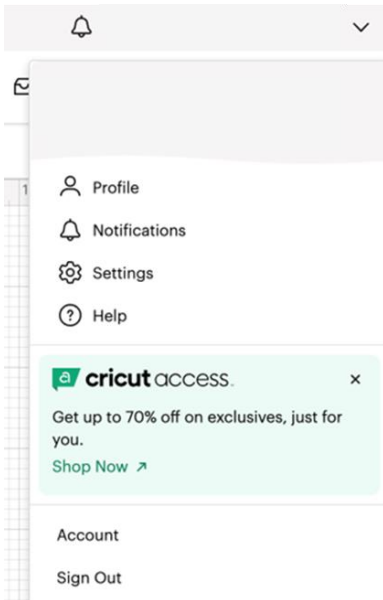 1
Profile
Notifications
Settings
Help
cricut access.
Get up to 70% off on exclusives, just for
you.
Shop Now ↗
Account
Sign Out